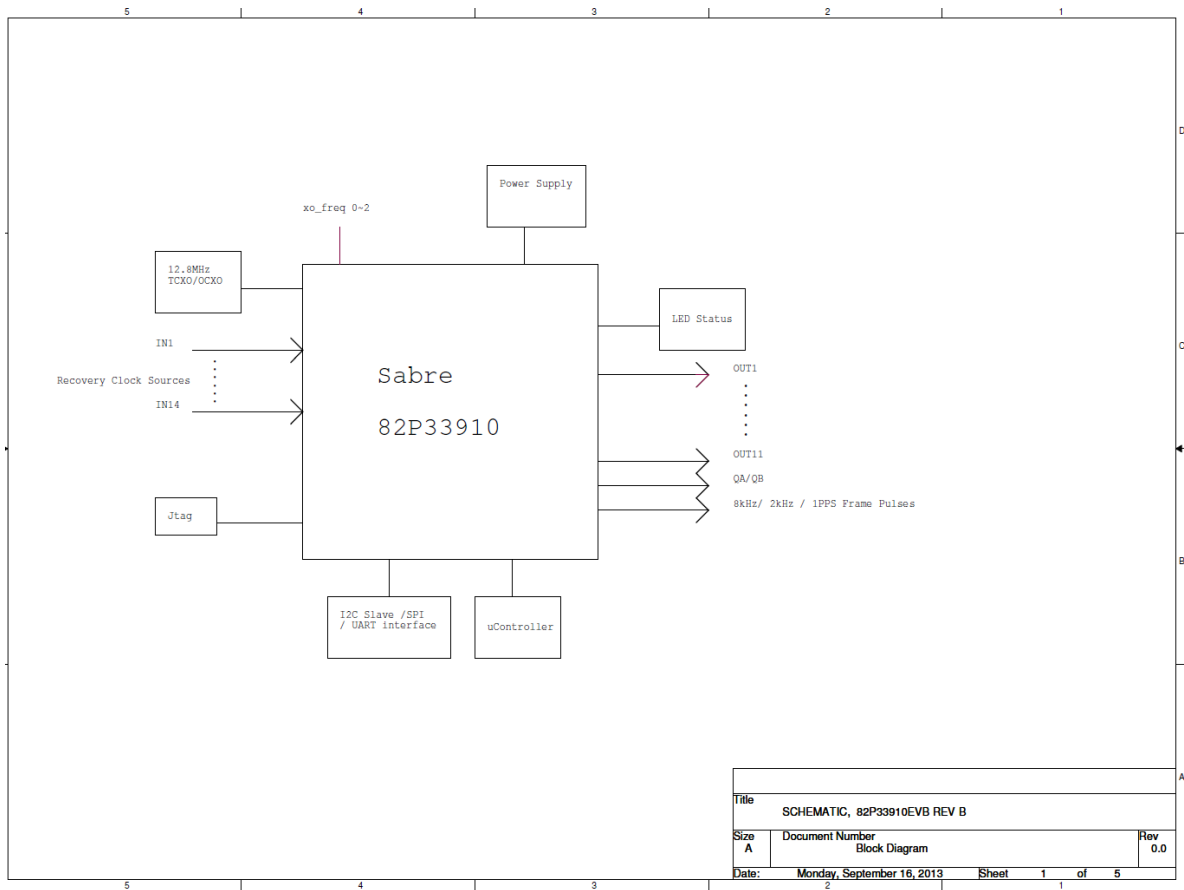 5 4 3 2 1
D
Power Supply
xo_freq 0~2
12.8MHz
TCXO/OCXO
LED Status
IN1
C
OUT1
Sabre
Recovery Clock Sources
IN14
82P33910
OUT11
QA/QB
8kHz/ 2kHz / 1PPS Frame Pulses
Jtag
B
I2C Slave /SPI
/ UART interface
uController
A
Title
SCHEMATIC, 82P33910EVB REV B
Size Document Number Rev
A Block Diagram 0.0
Date: Monday, September 16, 2013 Sheet 1 of 5
5 4 3 2 1